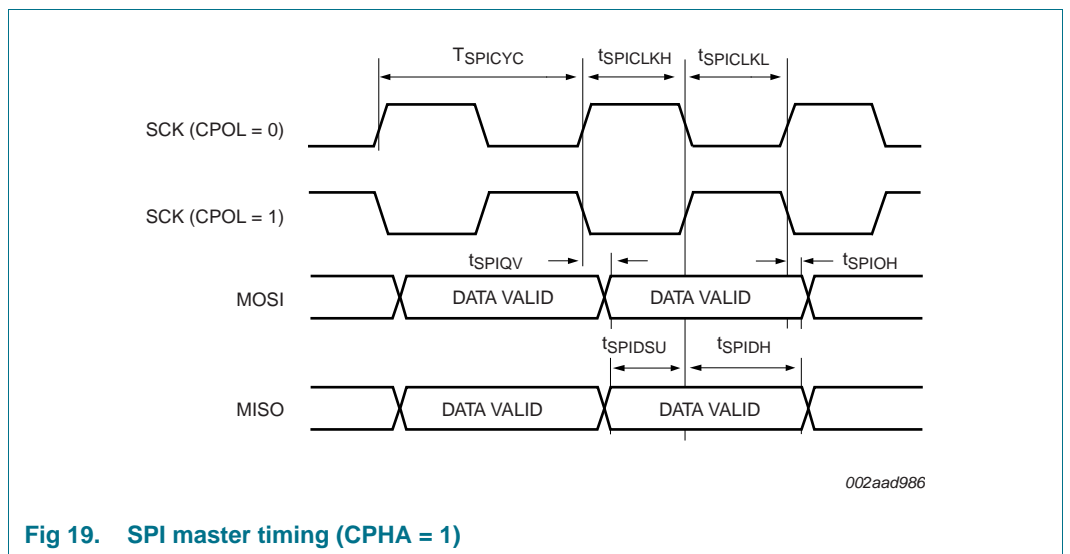 TSPICYC tSPICLKH tSPICLKL
SCK (CPOL = 0)
SCK (CPOL = 1)
tSPIQV tSPIOH
MOSI DATA VALID DATA VALID
tSPIDSU tSPIDH
MISO DATA VALID DATA VALID
002aad986
Fig 19. SPI master timing (CPHA = 1)